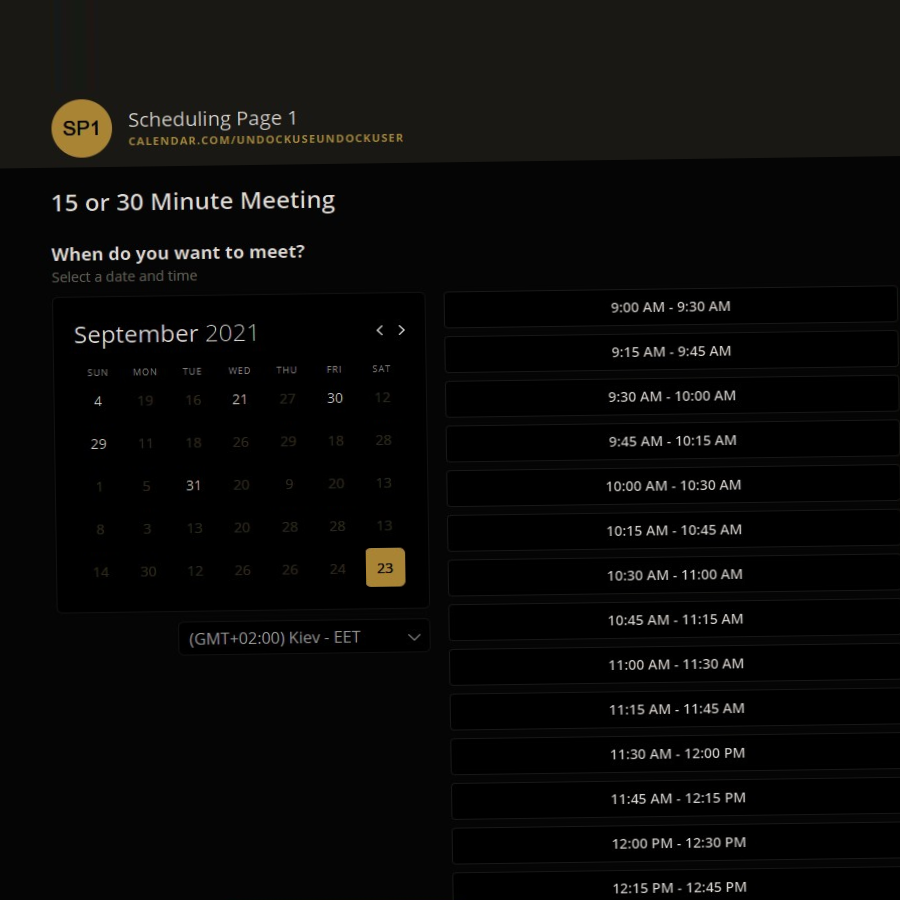 SP1
Scheduling Page 1
CALENDAR.COM/UNDOCKUSEUNDOCKUSER
15 or 30 Minute Meeting
When do you want to meet?
Select a date and time
September 2021
SUN MON TUE WED THU FRI SAT
4 19 16 21 27 30 12
29 11 18 26 29 18 28
1 5 31 20 9 20 13
8 3 13 20 28 28 13
14 30 12 26 26 24 23
(GMT+02:00) Kiev - EET
9:00 AM - 9:30 AM
9:15 AM - 9:45 AM
9:30 AM - 10:00 AM
9:45 AM - 10:15 AM
10:00 AM - 10:30 AM
10:15 AM - 10:45 AM
10:30 AM - 11:00 AM
10:45 AM - 11:15 AM
11:00 AM - 11:30 AM
11:15 AM - 11:45 AM
11:30 AM - 12:00 PM
11:45 AM - 12:15 PM
12:00 PM - 12:30 PM
12:15 PM - 12:45 PM